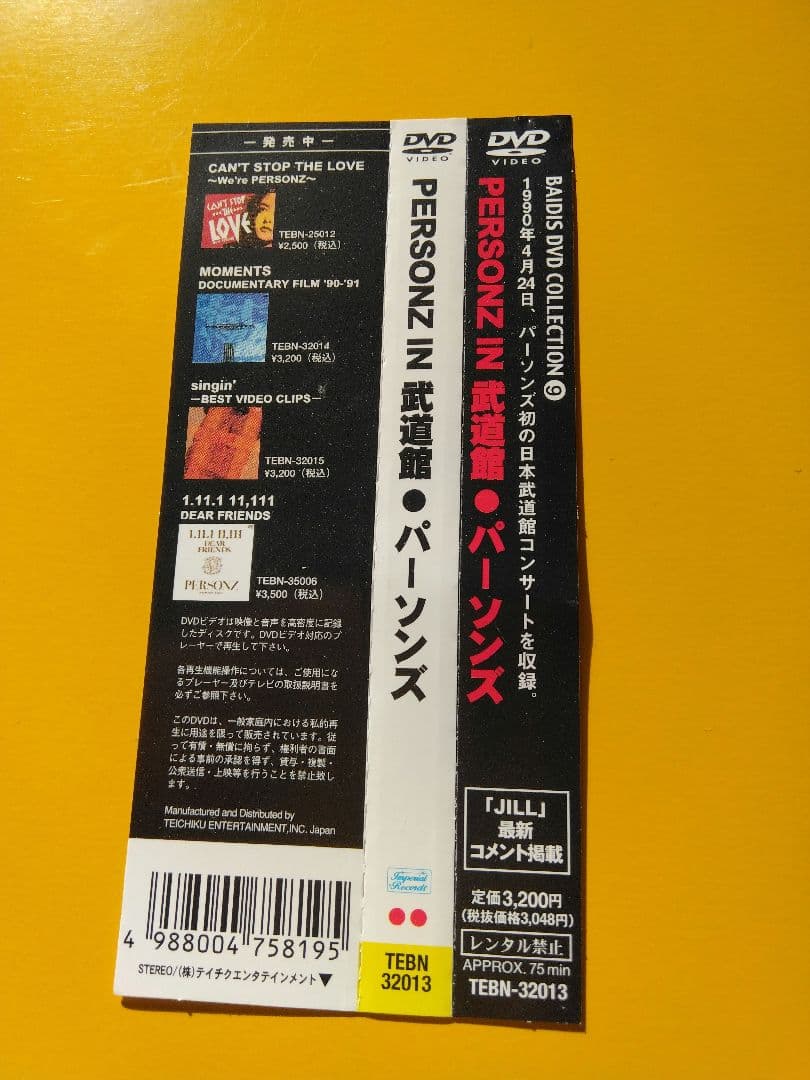 ―発売中―
CAN'T STOP THE LOVE
～We're PERSONZ～
CAN'T STOP
THE
LOVE
TEBN-25012
¥2,500（税込）
MOMENTS
DOCUMENTARY FILM '90-'91
TEBN-32014
¥3,200（税込）
singin'
―BEST VIDEO CLIPS―
TEBN-32015
¥3,200（税込）
1.11.1 11,111
DEAR FRIENDS
1.11.1 11,111
DEAR
FRIENDS
PERSONZ
TEBN-35006
¥3,500（税込）
DVDビデオは映像と音声を高密度に記録
したディスクです。DVDビデオ対応のプ
レーヤーで再生して下さい。
各再生機能操作については、ご使用にな
るプレーヤー及びテレビの取扱説明書を
必ずご参照下さい。
このDVDは、一般家庭内における私的再
生に用途を限って販売されています。従
って有償・無償に拘らず、権利者の書面
による事前の承諾を得ず、貸与・複製・
公衆送信・上映等を行うことを禁止致し
ます。
Manufactured and Distributed by
TEICHIKU ENTERTAINMENT,INC. Japan
4 988004 758195
STEREO/(株)テイチクエンタテインメント▼
DVD
VIDEO
PERSONZ IN 武道館●パーソンズ
Imperial
Records
TEBN
32013
DVD
VIDEO
BAIDIS DVD COLLECTION ⑨
1990年4月24日、パーソンズ初の日本武道館コンサートを収録。
PERSONZ IN 武道館●パーソンズ
「JILL」
最新
コメント掲載
定価3,200円
(税抜価格3,048円)
レンタル禁止
APPROX. 75 min
TEBN-32013